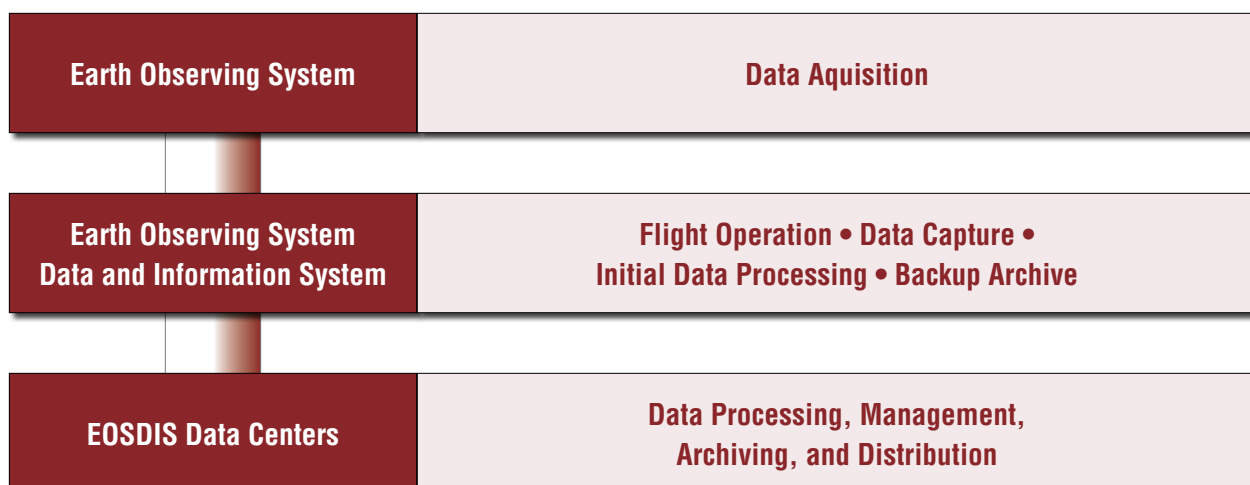 Earth Observing System
Data Aquisition
Earth Observing System
Data and Information System
Flight Operation • Data Capture •
Initial Data Processing • Backup Archive
EOSDIS Data Centers
Data Processing, Management,
Archiving, and Distribution